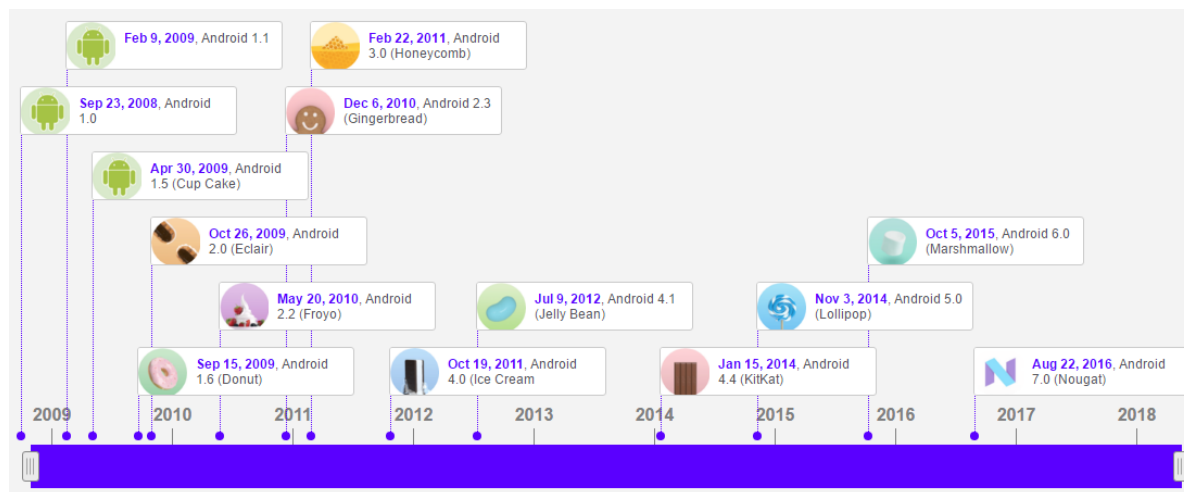 Feb 9, 2009, Android 1.1
Feb 22, 2011, Android
3.0 (Honeycomb)
Sep 23, 2008, Android
1.0
Dec 6, 2010, Android 2.3
(Gingerbread)
Apr 30, 2009, Android
1.5 (Cup Cake)
Oct 26, 2009, Android
2.0 (Eclair)
Oct 5, 2015, Android 6.0
(Marshmallow)
May 20, 2010, Android
2.2 (Froyo)
Jul 9, 2012, Android 4.1
(Jelly Bean)
Nov 3, 2014, Android 5.0
(Lollipop)
Sep 15, 2009, Android
1.6 (Donut)
Oct 19, 2011, Android
4.0 (Ice Cream
Jan 15, 2014, Android
4.4 (KitKat)
Aug 22, 2016, Android
7.0 (Nougat)
2009 2010 2011 2012 2013 2014 2015 2016 2017 2018